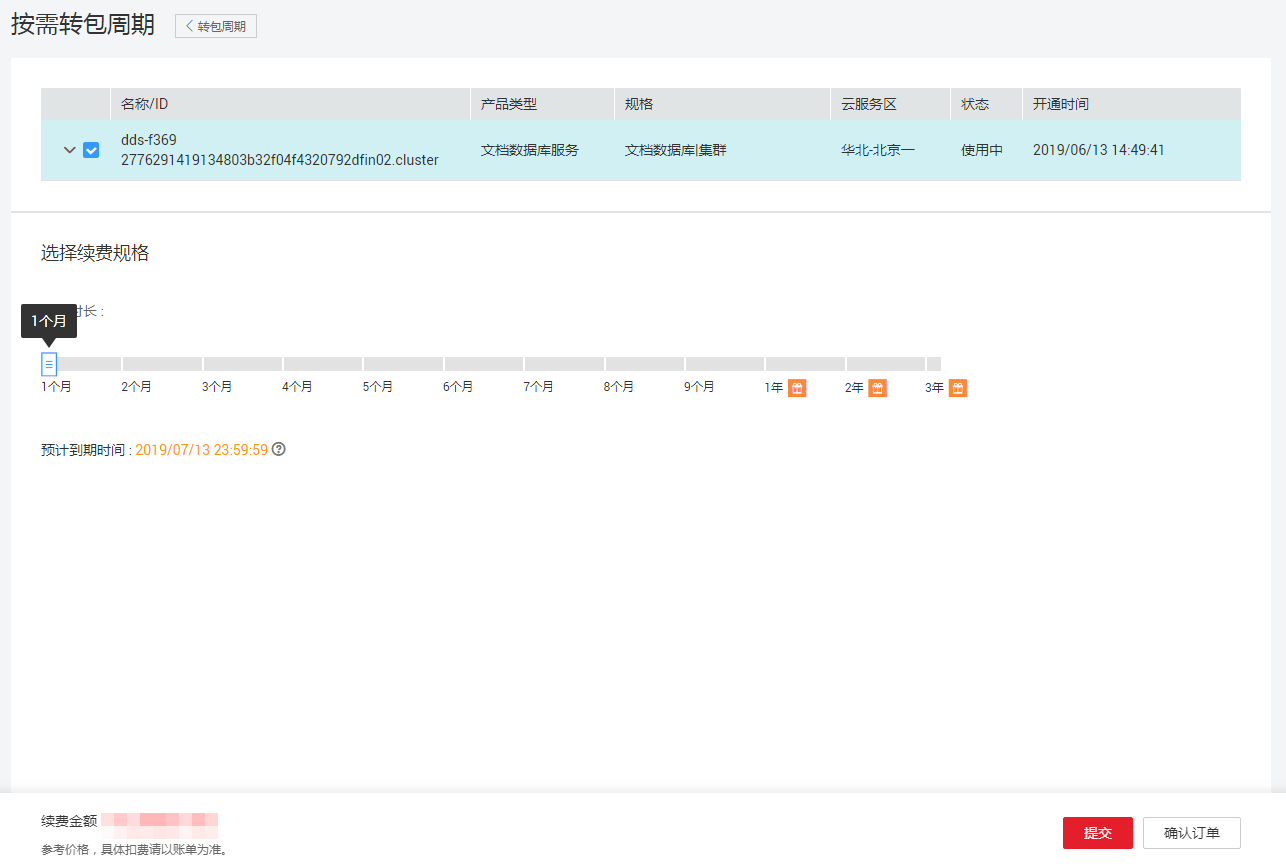 按需转包周期
转包周期
名称/ID 产品类型 规格 云服务区 状态 开通时间
dds-f369
2776291419134803b32f04f4320792dfin02.cluster 文档数据库服务 文档数据库|集群 华北-北京一 使用中 2019/06/13 14:49:41
选择续费规格
时长 :
1个月
1个月 2个月 3个月 4个月 5个月 6个月 7个月 8个月 9个月 1年 2年 3年
预计到期时间 : 2019/07/13 23:59:59
续费金额
参考价格，具体扣费请以账单为准。
提交 确认订单